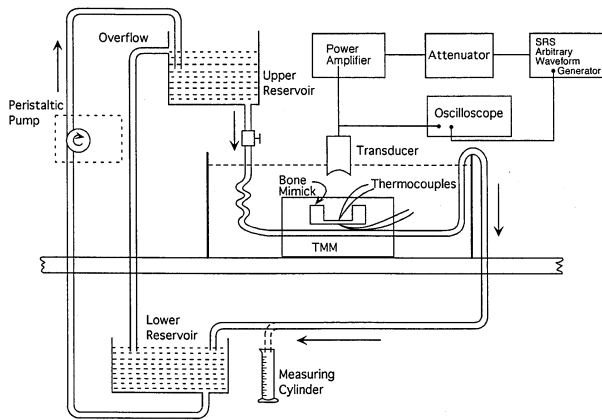 Overflow
Upper
Reservoir
Peristaltic
Pump
Power
Amplifier
Attenuator
SRS
Arbitrary
Waveform
Generator
Oscilloscope
Transducer
Bone
Mimick
Thermocouples
TMM
Lower
Reservoir
Measuring
Cylinder